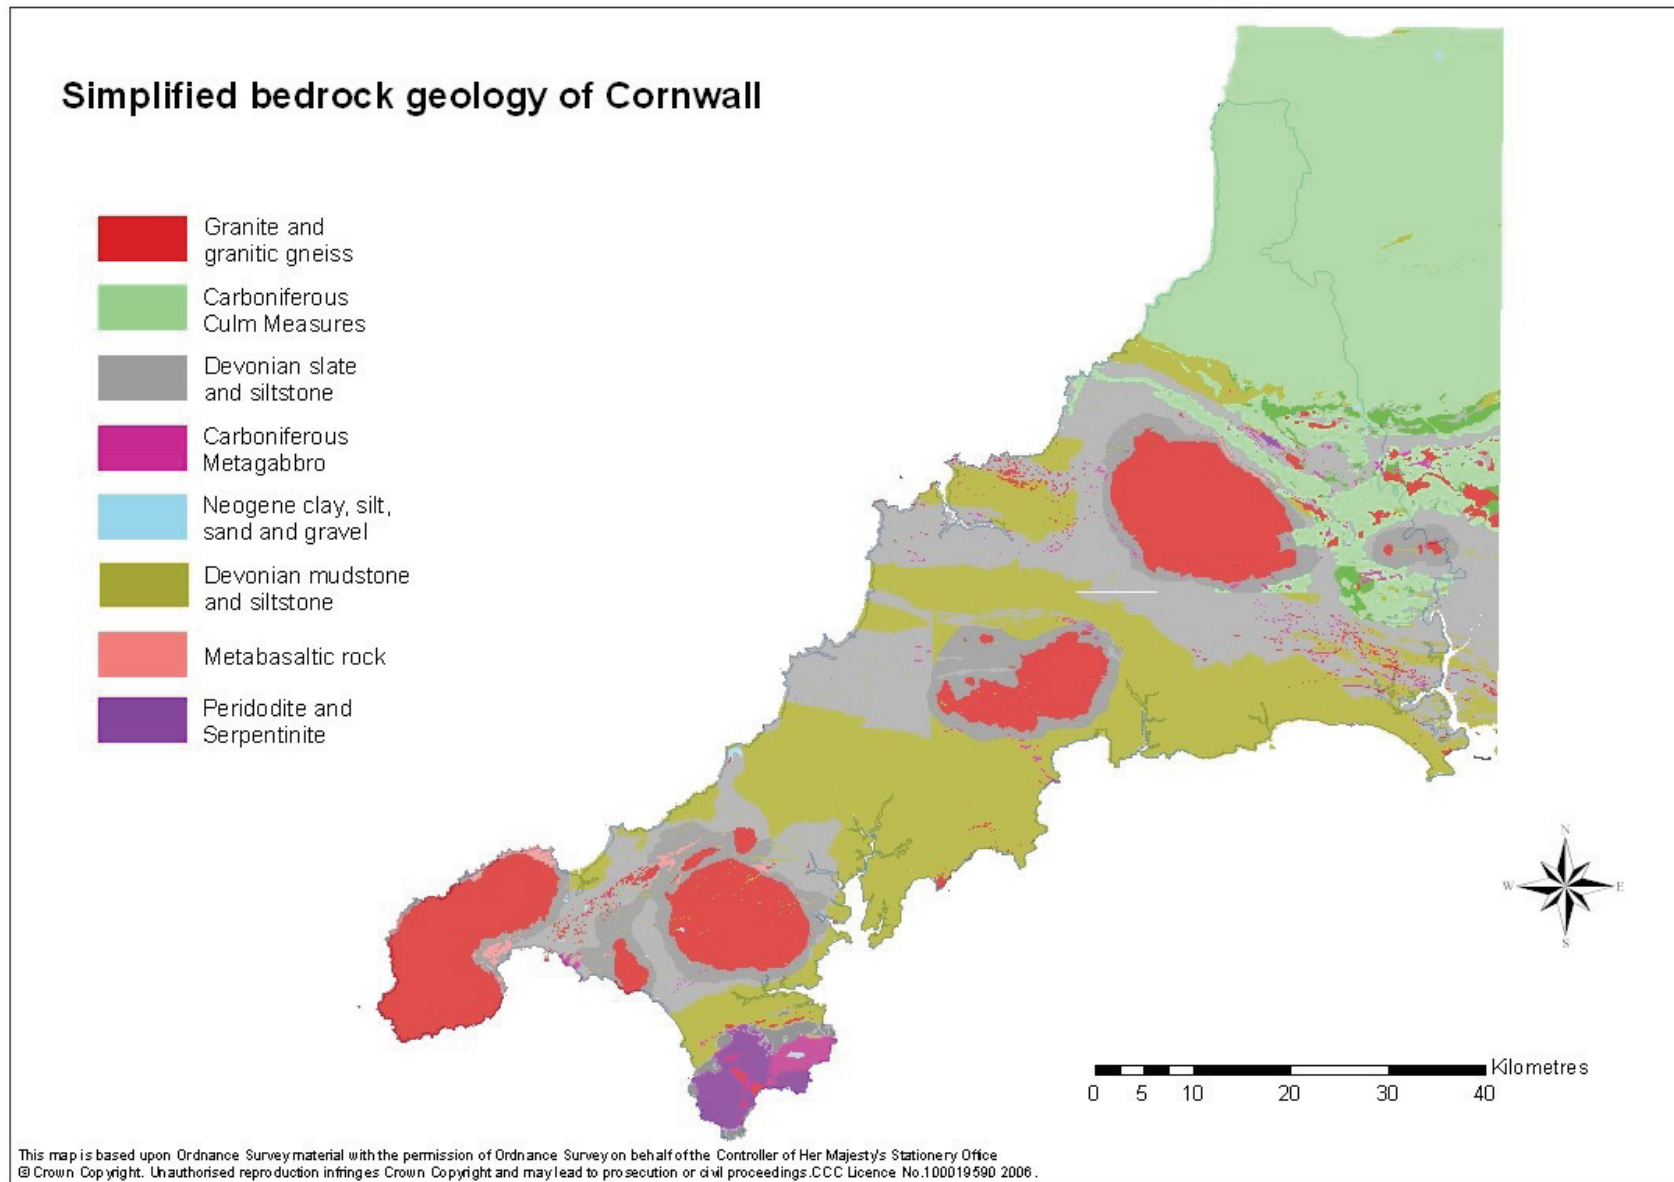 Simplified bedrock geology of Cornwall
Granite and
granitic gneiss
Carboniferous
Culm Measures
Devonian slate
and siltstone
Carboniferous
Metagabbro
Neogene clay, silt,
sand and gravel
Devonian mudstone
and siltstone
Metabasaltic rock
Peridodite and
Serpentinite
N
W E
S
Kilometres
0 5 10 20 30 40
This map is based upon Ordnance Survey material with the permission of Ordnance Survey on behalf of the Controller of Her Majesty's Stationery Office
© Crown Copyright. Unauthorised reproduction infringes Crown Copyright and may lead to prosecution or civil proceedings.CCC Licence No.100019590 2006.